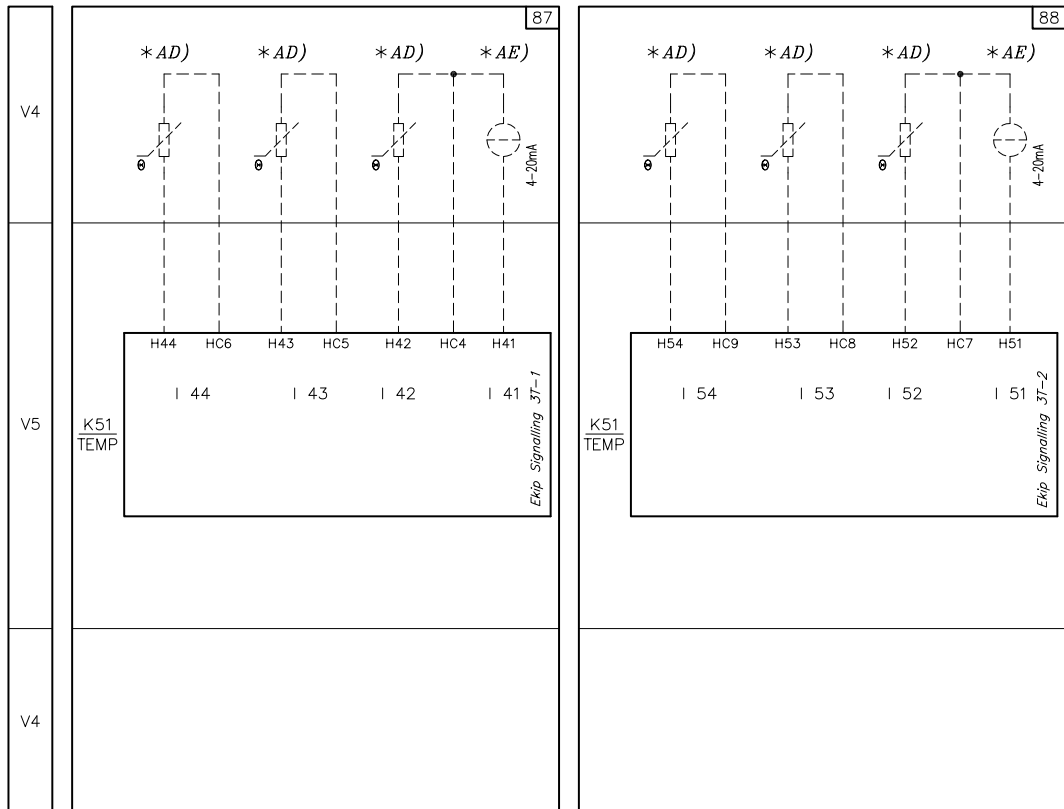 87
88
*AD) *AD) *AD) *AE)
*AD) *AD) *AD) *AE)
V4
Θ Θ Θ 4-20mA
Θ Θ Θ 4-20mA
H44 HC6 H43 HC5 H42 HC4 H41
H54 HC9 H53 HC8 H52 HC7 H51
I 44 I 43 I 42 I 41
I 54 I 53 I 52 I 51
V5
K51
TEMP
Ekip Signalling 3T-1
K51
TEMP
Ekip Signalling 3T-2
V4